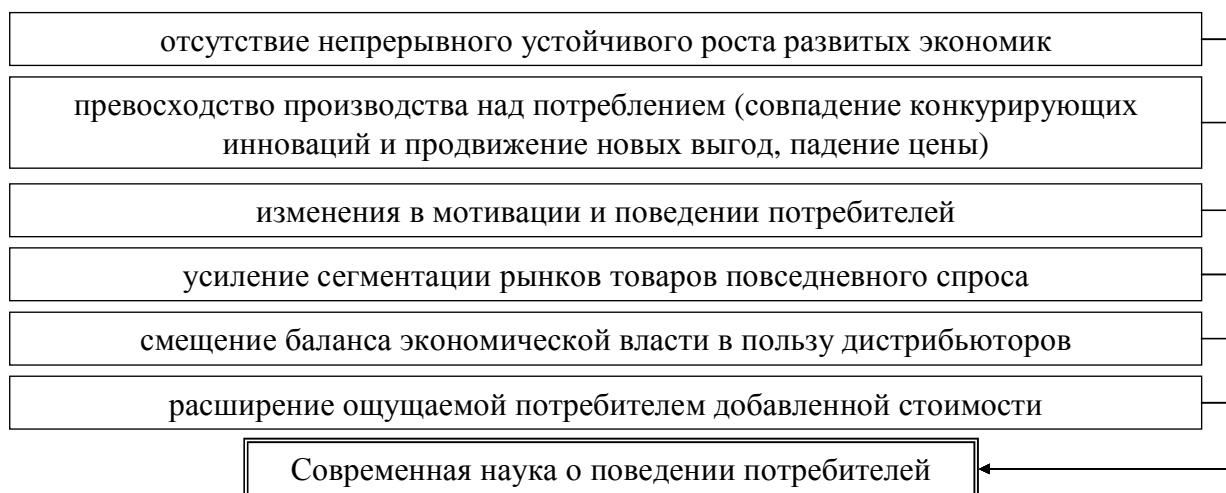 отсутствие непрерывного устойчивого роста развитых экономик
превосходство производства над потреблением (совпадение конкурирующих
инноваций и продвижение новых выгод, падение цены)
изменения в мотивации и поведении потребителей
усиление сегментации рынков товаров повседневного спроса
смещение баланса экономической власти в пользу дистрибьюторов
расширение ощущаемой потребителем добавленной стоимости
Современная наука о поведении потребителей